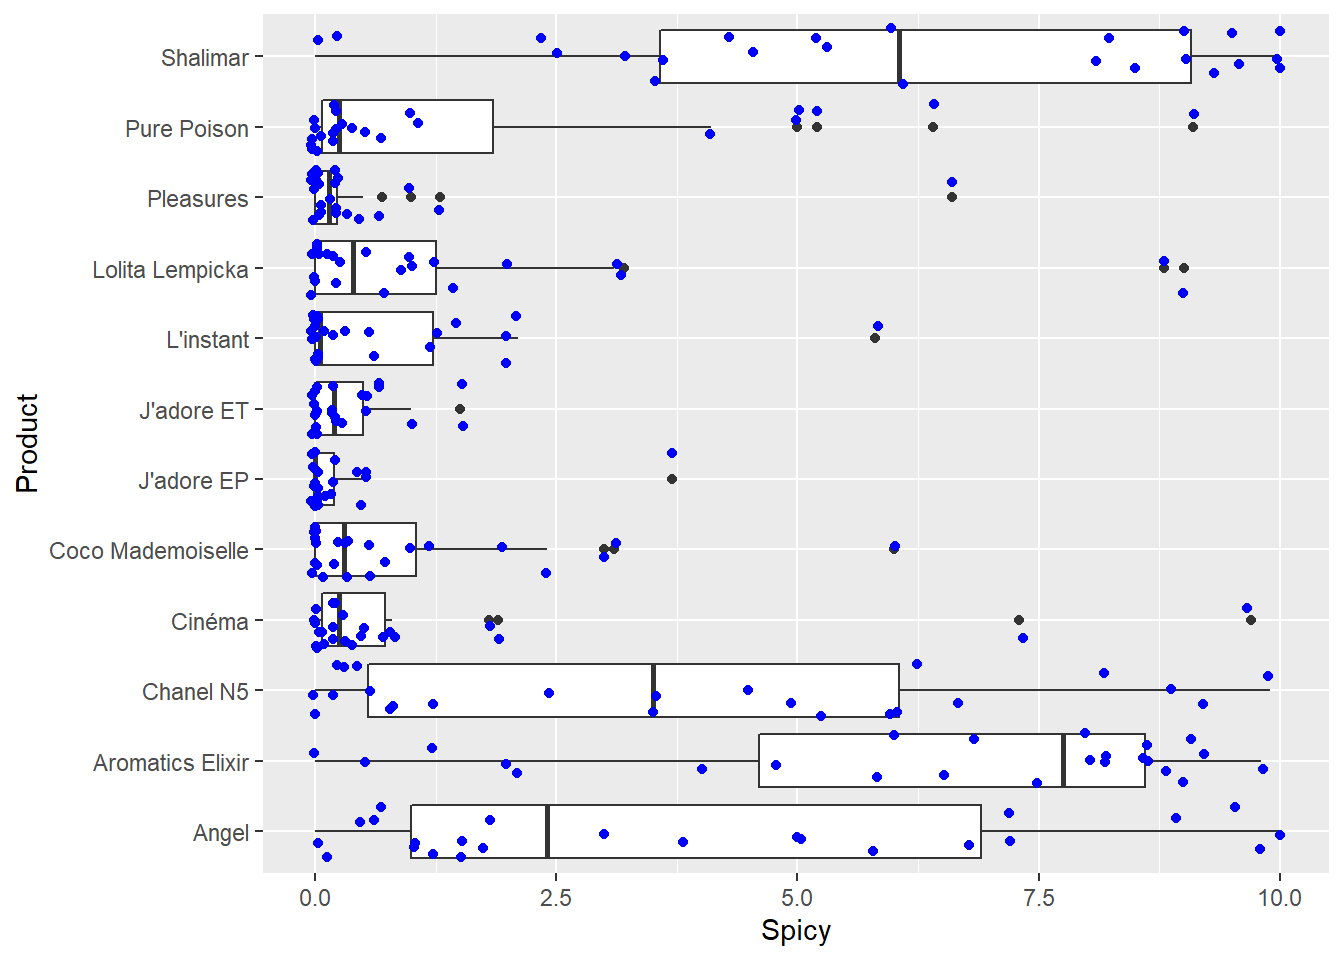 Shalimar
Pure Poison
Pleasures
Lolita Lempicka
L'instant
J'adore ET
J'adore EP
Coco Mademoiselle
Cinéma
Chanel N5
Aromatics Elixir
Angel
Product
0.0 2.5 5.0 7.5 10.0
Spicy